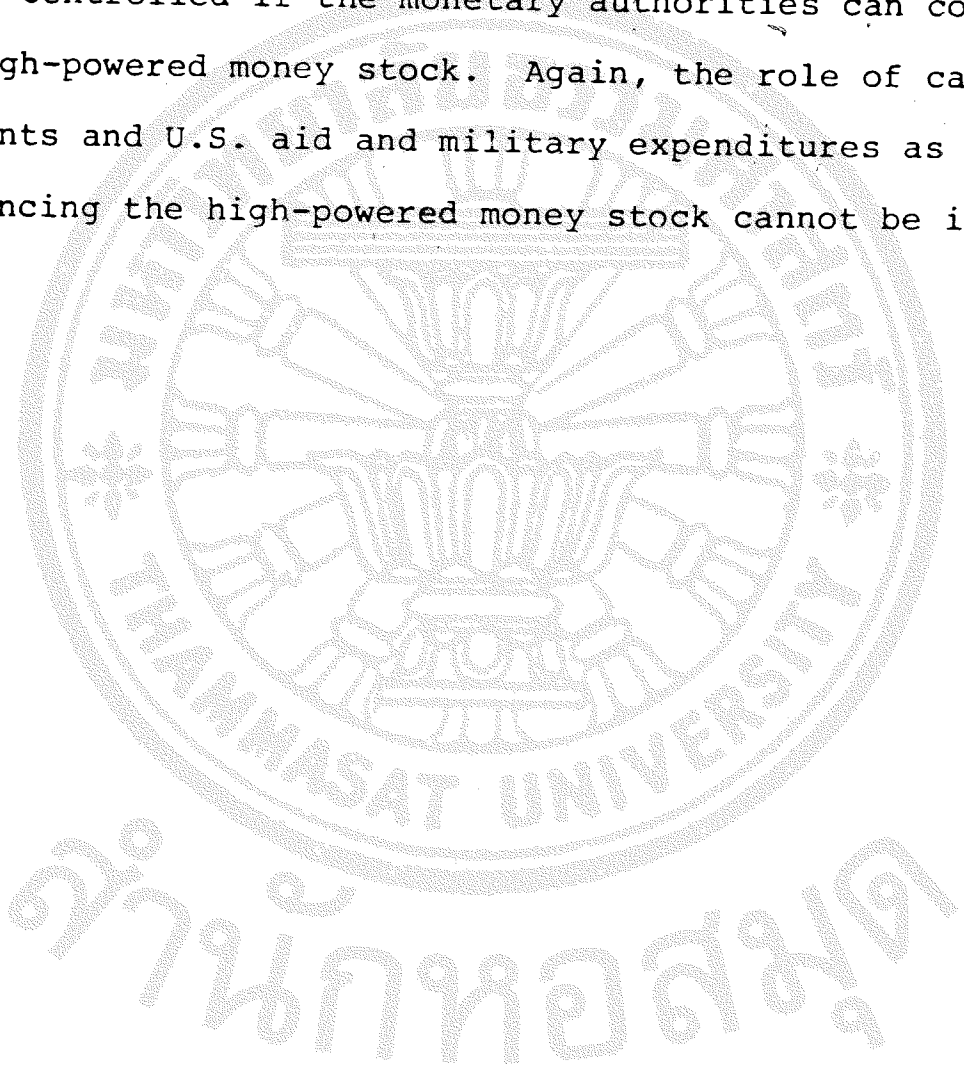 controlled if the monetary authorities can co
gh-powered money stock. Again, the role of ca
nts and U.S. aid and military expenditures as
ncing the high-powered money stock cannot be i
มหาวิทยาลัยธรรมศาสตร์
THAMMASAT UNIVERSITY
สำนักหอสมุด